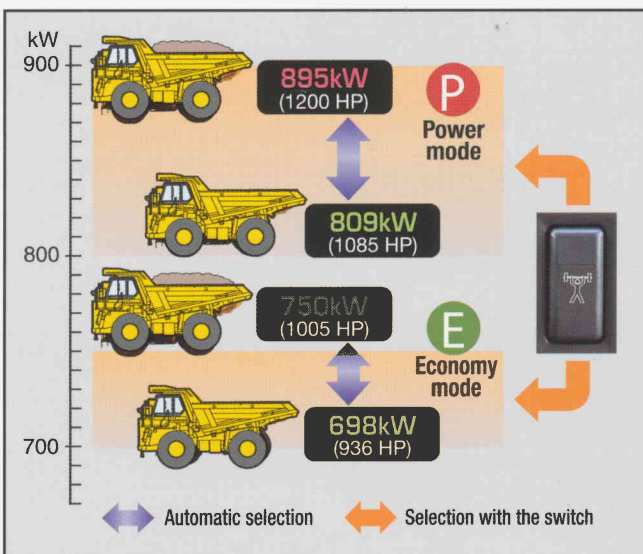 kW
900
895kW
(1200 HP)
P
Power
mode
809kW
(1085 HP)
800
750kW
(1005 HP)
E
Economy
mode
698kW
(936 HP)
700
Automatic selection
Selection with the switch